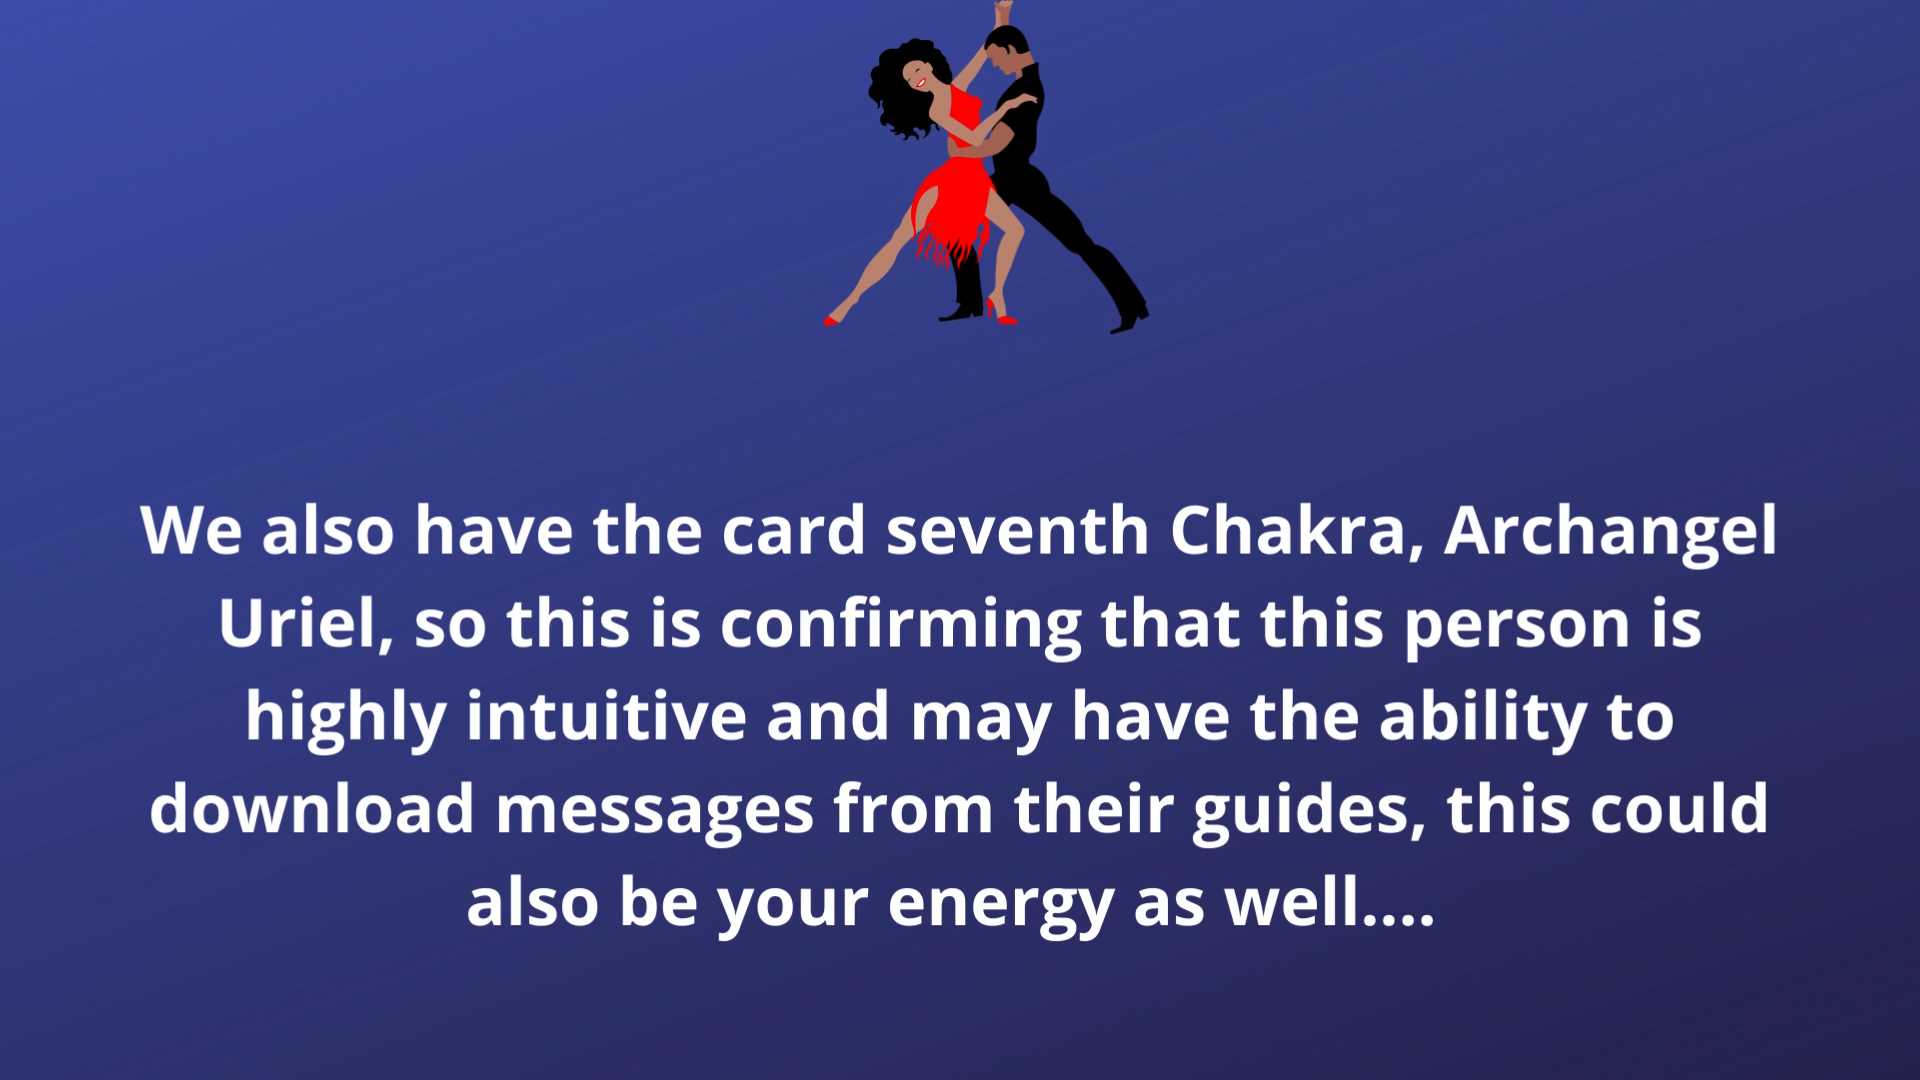 We also have the card seventh Chakra, Archangel
Uriel, so this is confirming that this person is
highly intuitive and may have the ability to
download messages from their guides, this could
also be your energy as well....